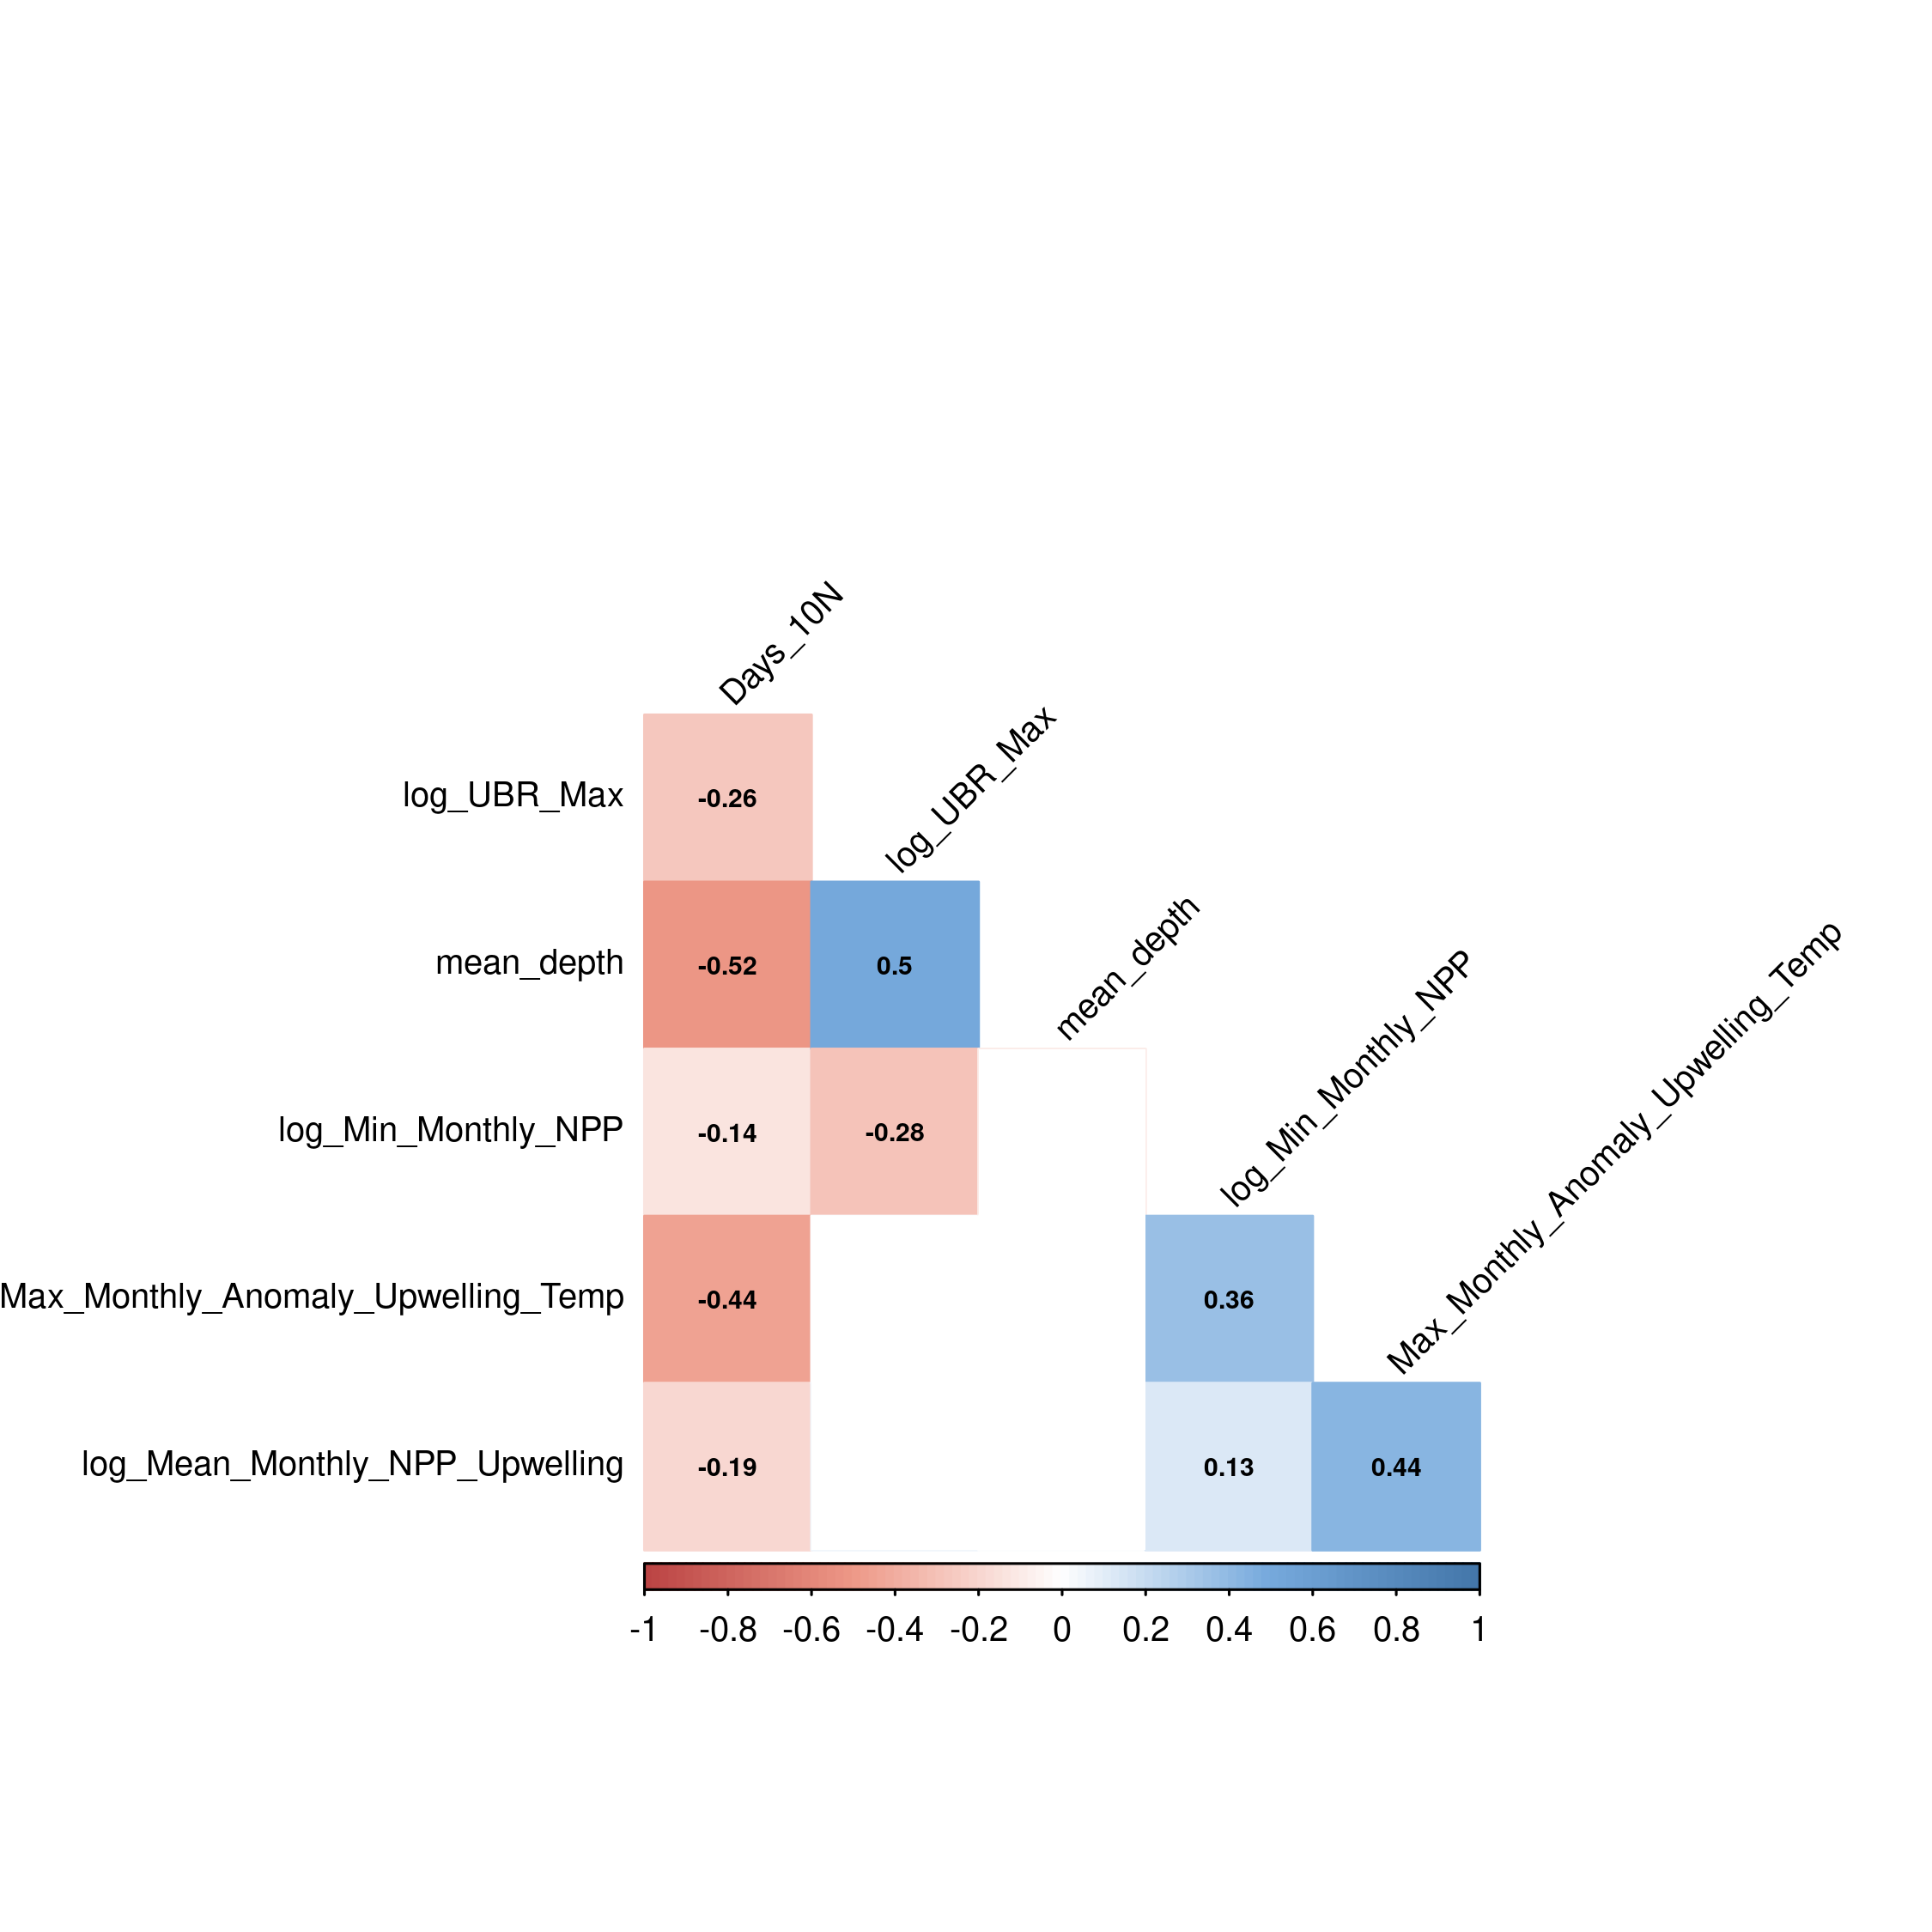 Days_10N
log_UBR_Max
log_UBR_Max
-0.26
mean_depth
mean_depth
-0.52 0.5
log_Min_Monthly_NPP
log_Min_Monthly_NPP
-0.14 -0.28
Max_Monthly_Anomaly_Upwelling_Temp
Max_Monthly_Anomaly_Upwelling_Temp
-0.44 0.36
log_Mean_Monthly_NPP_Upwelling
-0.19 0.13 0.44
-1 -0.8 -0.6 -0.4 -0.2 0 0.2 0.4 0.6 0.8 1